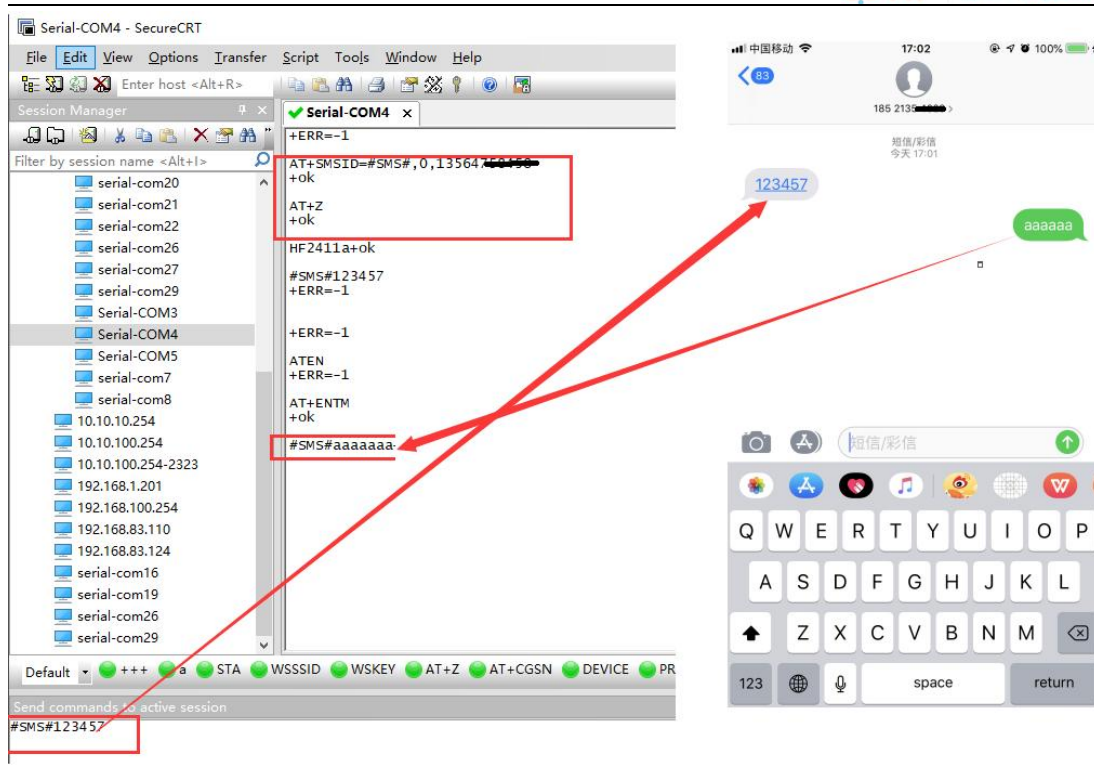 Serial-COM4 - SecureCRT
File Edit View Options Transfer Script Tools Window Help
Enter host <Alt+R>
Session Manager
Serial-COM4
Filter by session name <Alt+I>
serial-com20
serial-com21
serial-com22
serial-com26
serial-com27
serial-com29
Serial-COM3
Serial-COM4
Serial-COM5
serial-com7
serial-com8
10.10.10.254
10.10.100.254
10.10.100.254-2323
192.168.1.201
192.168.100.254
192.168.83.110
192.168.83.124
serial-com16
serial-com19
serial-com26
serial-com29
+ERR=-1
AT+SMSID=#SMS#,0,13564
+ok
AT+Z
+ok
HF2411a+ok
#SMS#123457
+ERR=-1
+ERR=-1
ATEN
+ERR=-1
AT+ENTM
+ok
#SMS#aaaaaaa
Default +++ a STA WSSSID WSKEY AT+Z AT+CGSN DEVICE PR
Send commands to active session
#SMS#123457
中国移动 17:02 100%
83
185 2135
短信/彩信
今天 17:01
123457
aaaaaa
短信/彩信
Q W E R T Y U I O P
A S D F G H J K L
Z X C V B N M
123 space return